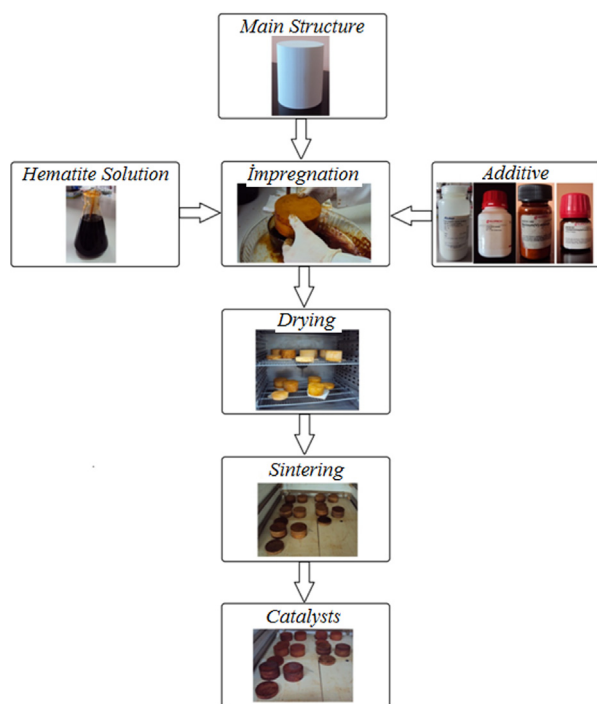 Main Structure
Hematite Solution
İmpregnation
Additive
Drying
Sintering
Catalysts